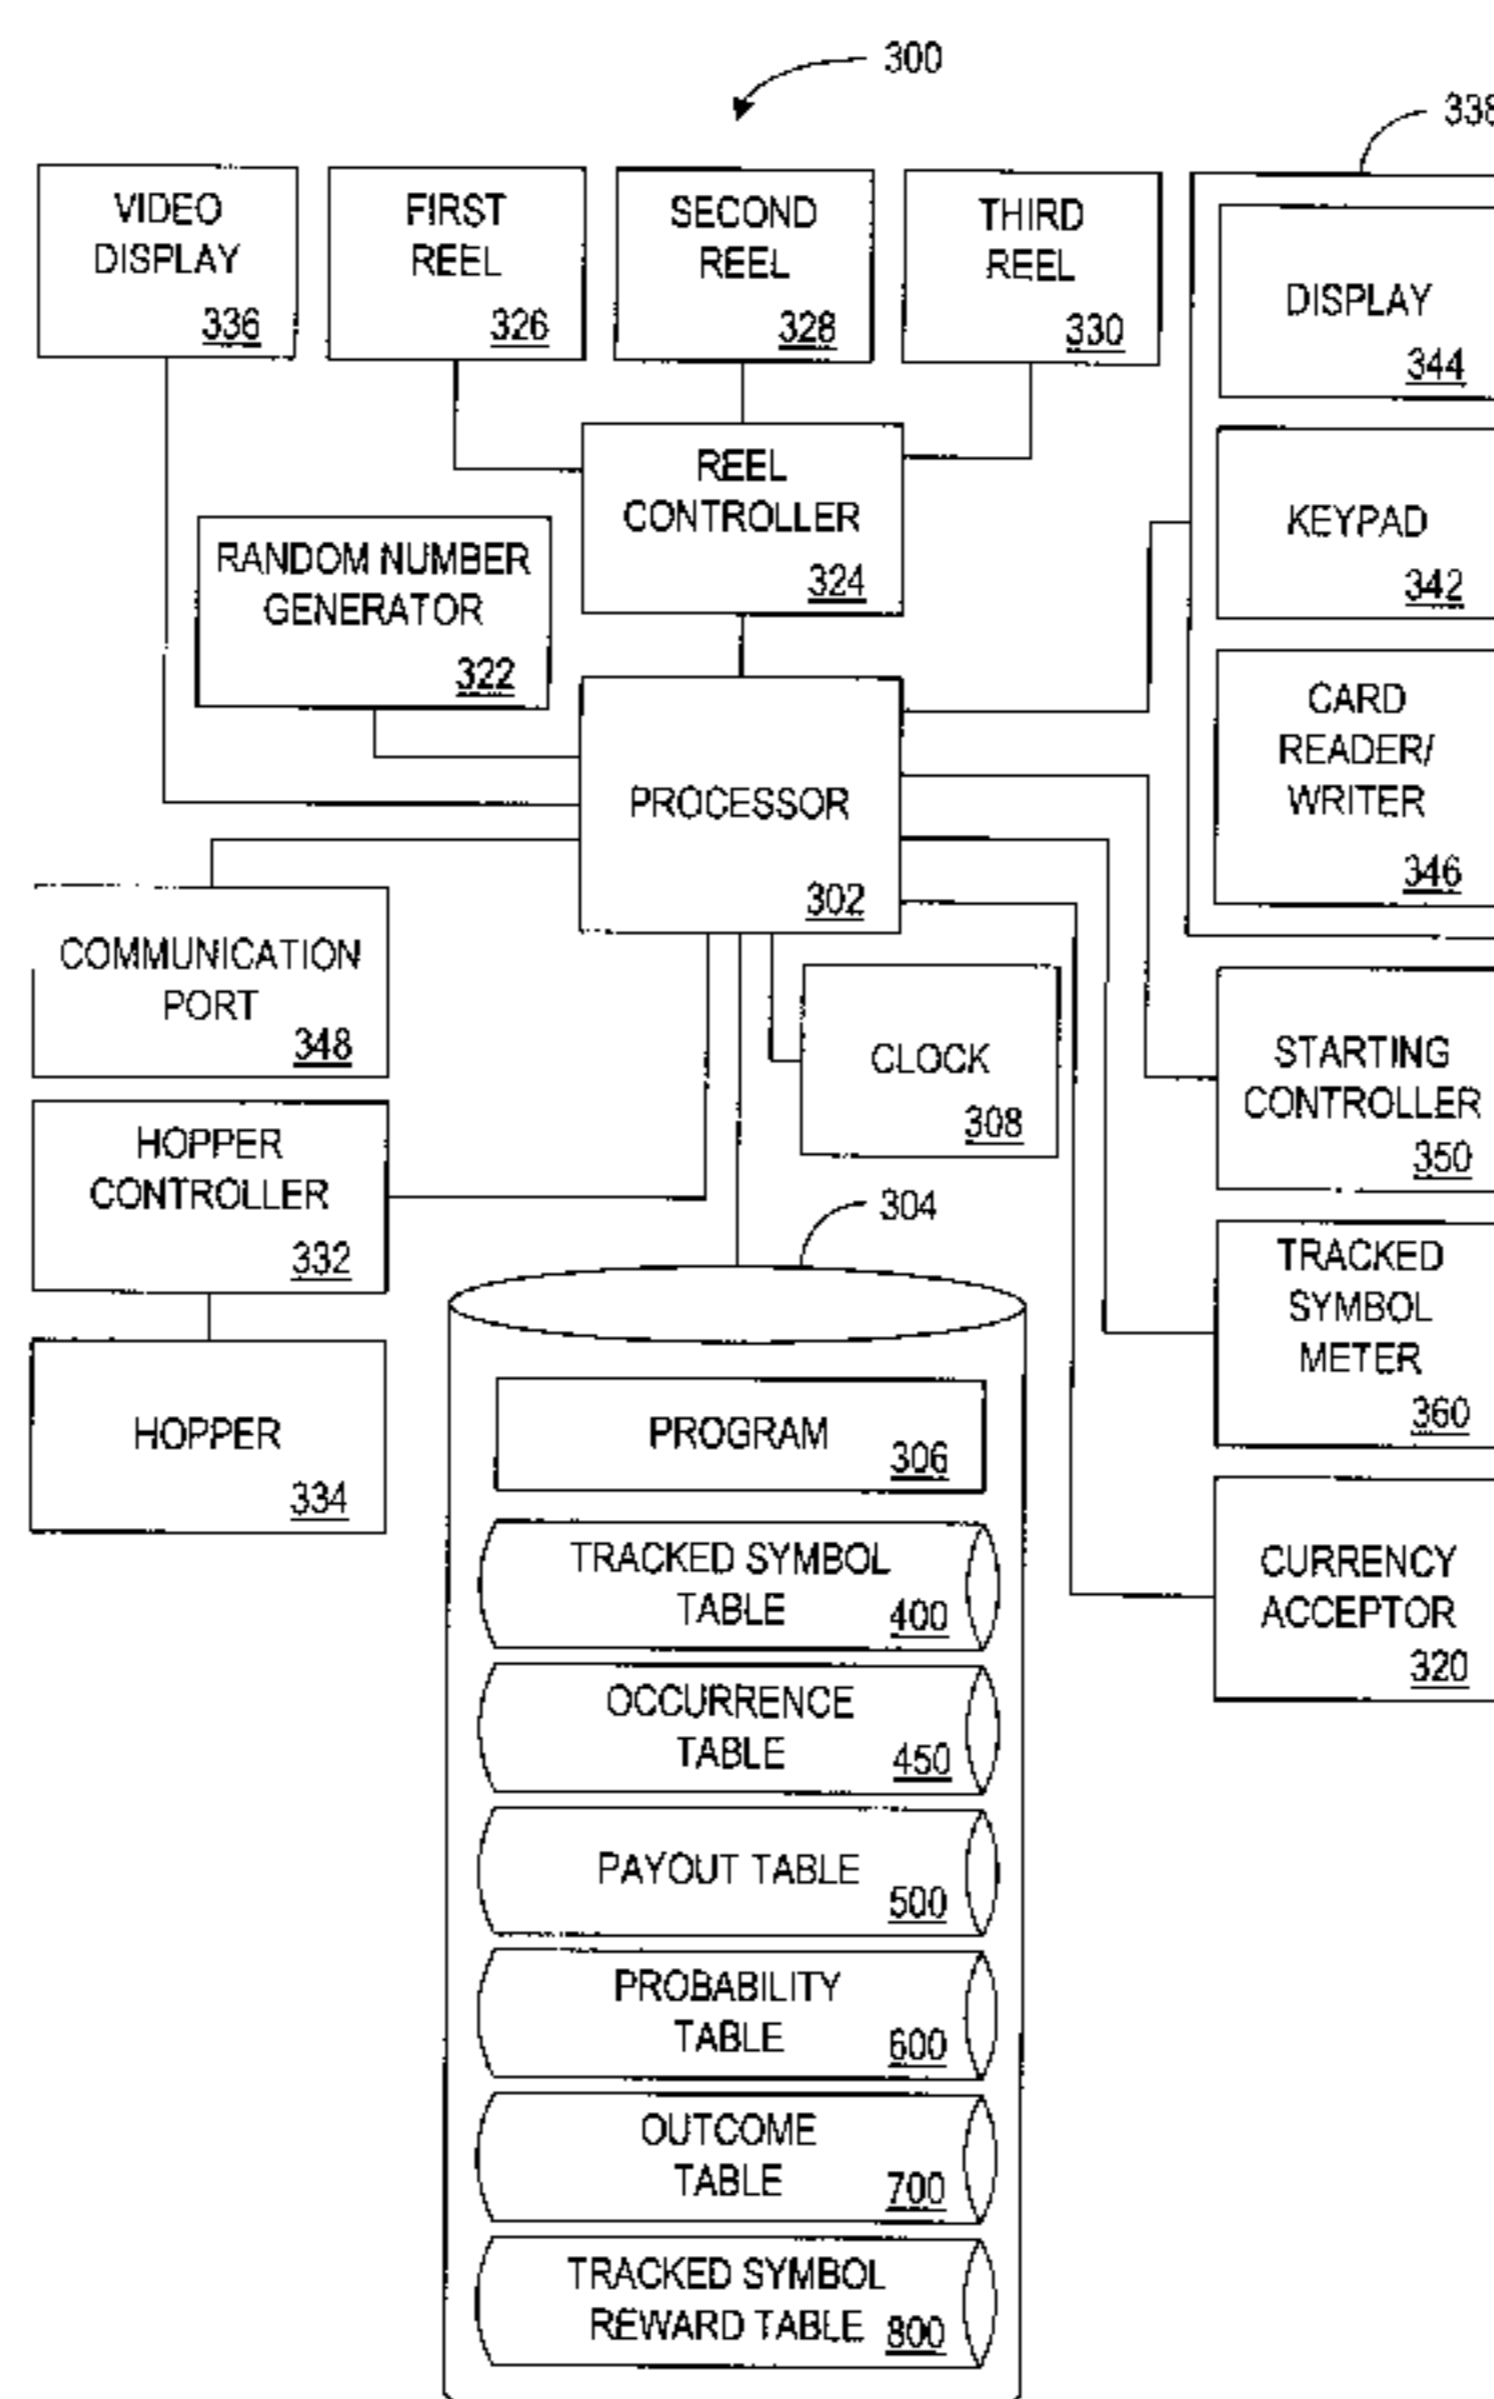 300
338
VIDEO
DISPLAY
336
FIRST
REEL
326
SECOND
REEL
328
THIRD
REEL
330
DISPLAY
344
REEL
CONTROLLER
324
KEYPAD
342
RANDOM NUMBER
GENERATOR
322
CARD
READER/
WRITER
346
PROCESSOR
302
COMMUNICATION
PORT
348
CLOCK
308
STARTING
CONTROLLER
350
HOPPER
CONTROLLER
332
304
TRACKED
SYMBOL
METER
360
HOPPER
334
PROGRAM
306
CURRENCY
ACCEPTOR
320
TRACKED SYMBOL
TABLE 400
OCCURRENCE
TABLE 450
PAYOUT TABLE
500
PROBABILITY
TABLE 600
OUTCOME
TABLE 700
TRACKED SYMBOL
REWARD TABLE 800